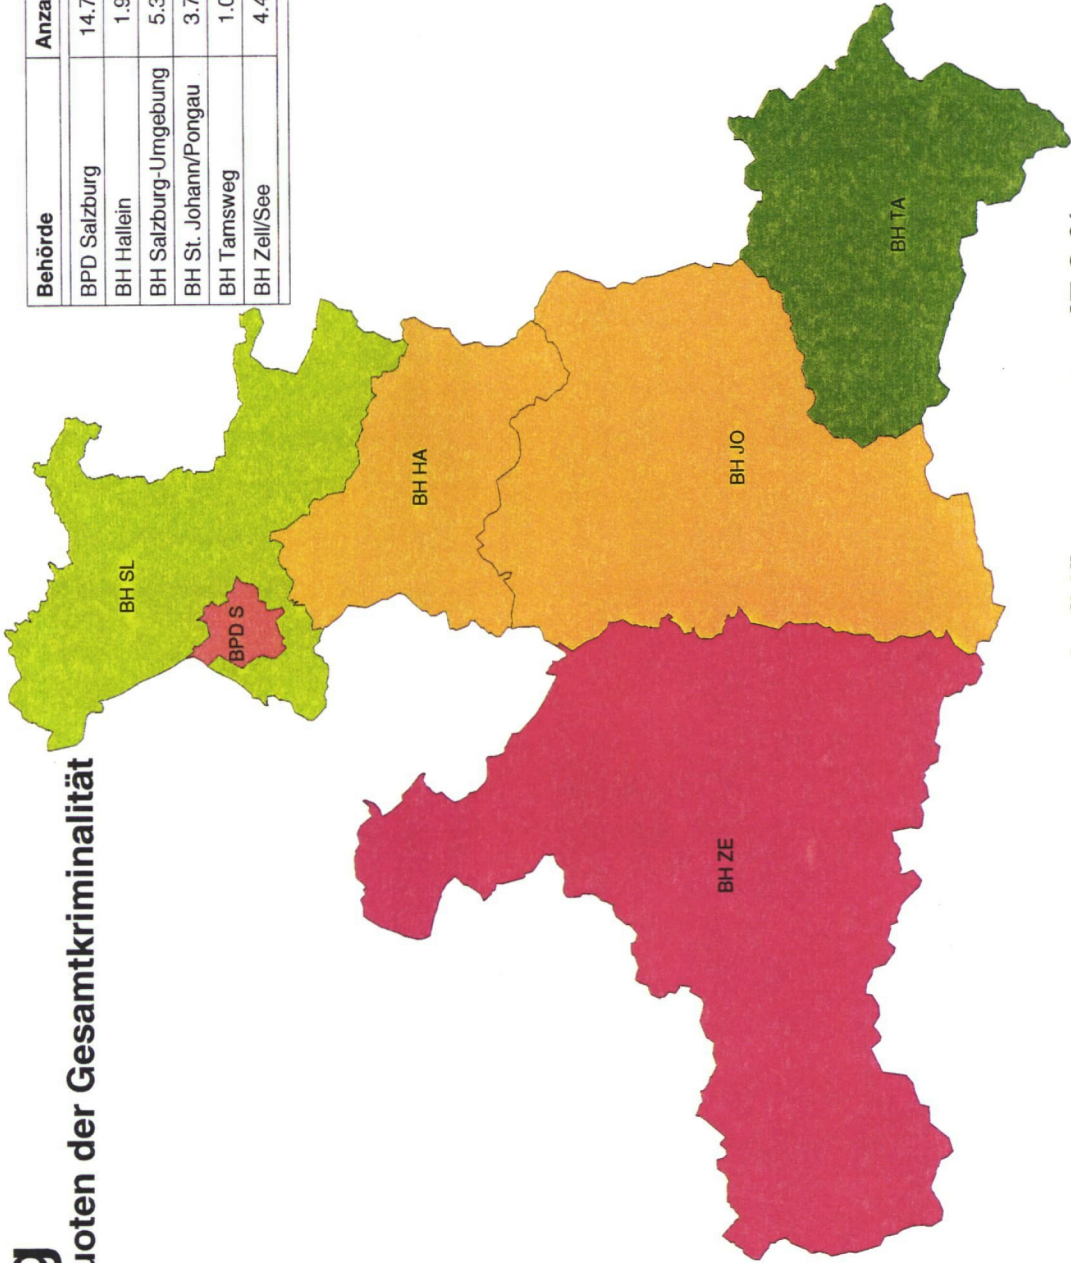 g
uoten der Gesamtkriminalität
Behörde Anza
BPD Salzburg 14.7
BH Hallein 1.9
BH Salzburg-Umgebung 5.3
BH St. Johann/Pongau 3.7
BH Tamsweg 1.0
BH Zell/See 4.4
BH SL
BPD S
BH HA
BH JO
BH ZE
BH TA